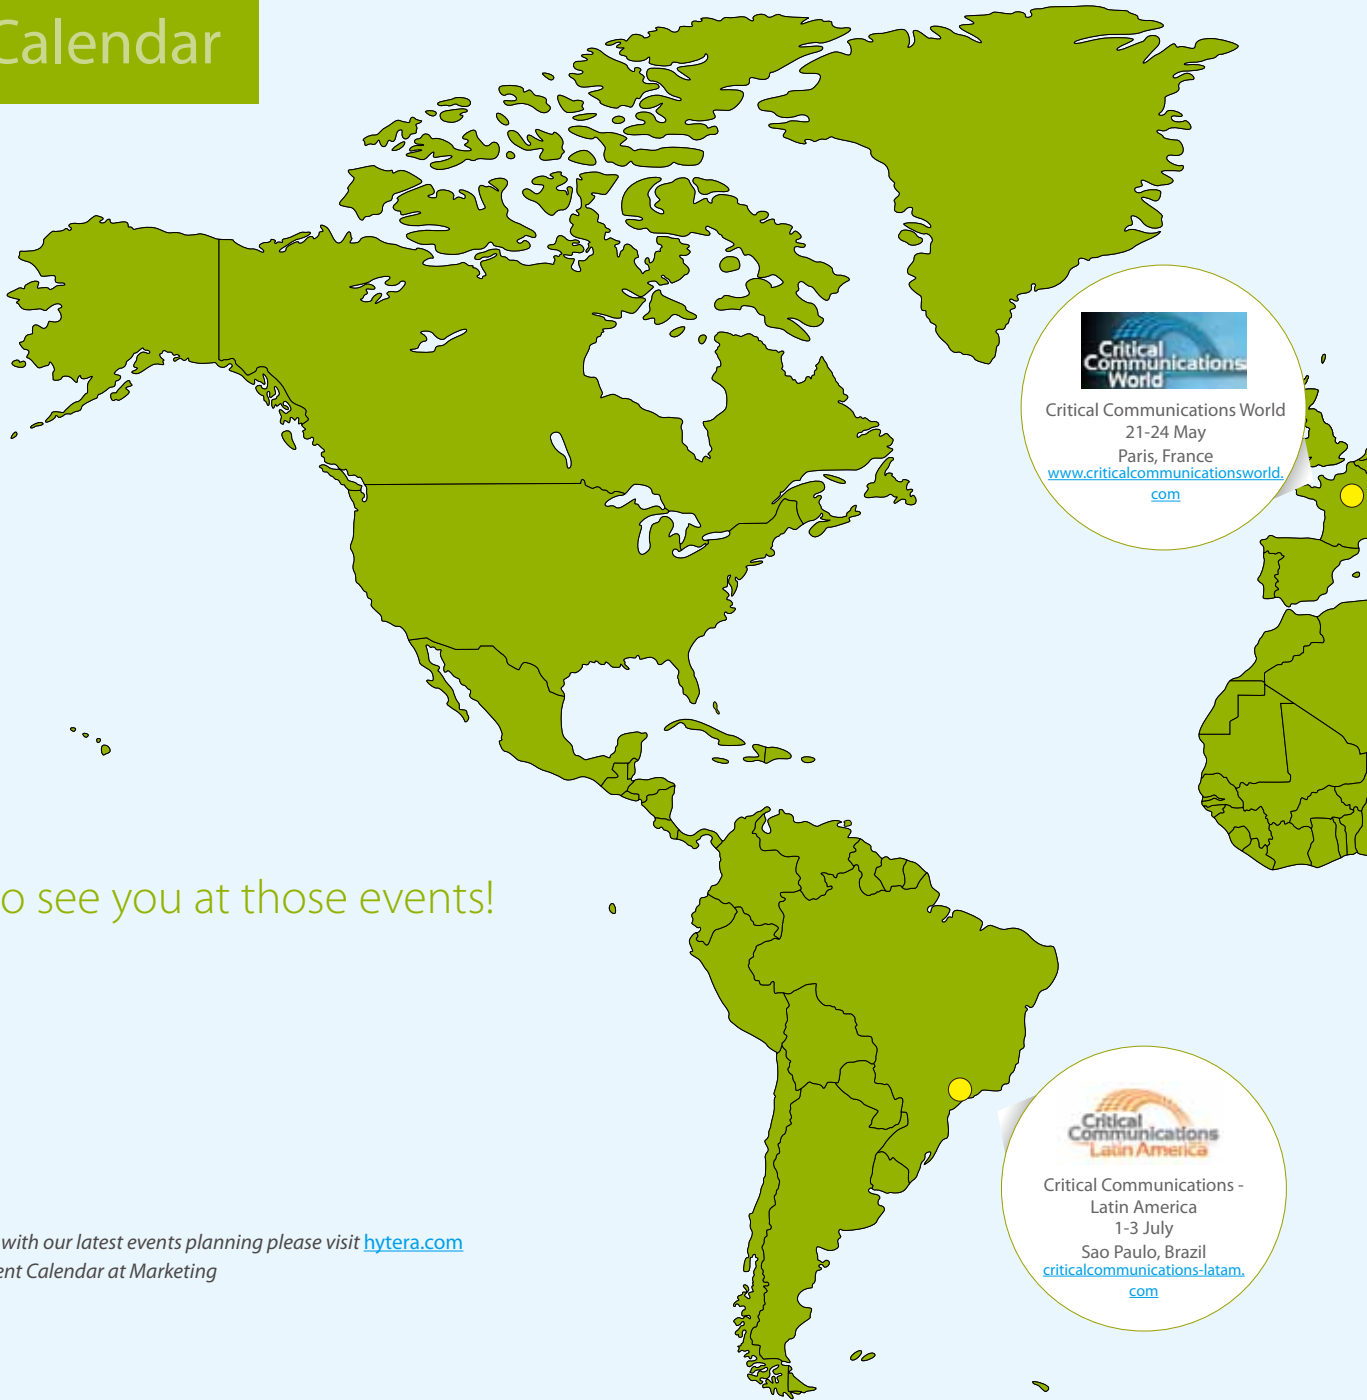 Calendar
Critical
Communications
World
Critical Communications World
21-24 May
Paris, France
www.criticalcommunicationsworld.
com
o see you at those events!
Critical
Communications
Latin America
Critical Communications -
Latin America
1-3 July
Sao Paulo, Brazil
criticalcommunications-latam.
com
with our latest events planning please visit hytera.com
ent Calendar at Marketing